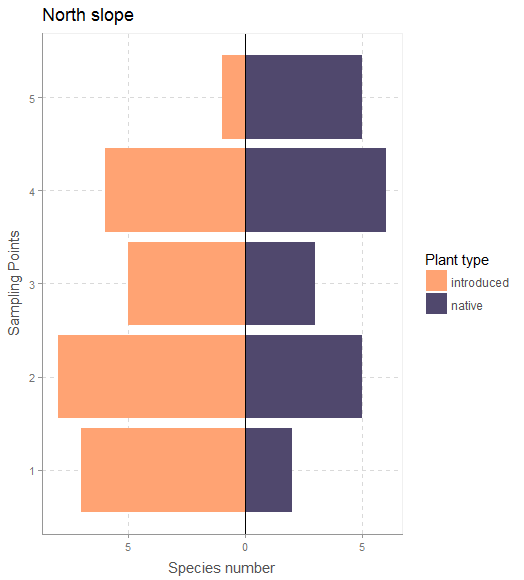 North slope
Sampling Points
5
4
3
2
1
5 0 5
Species number
Plant type
introduced
native